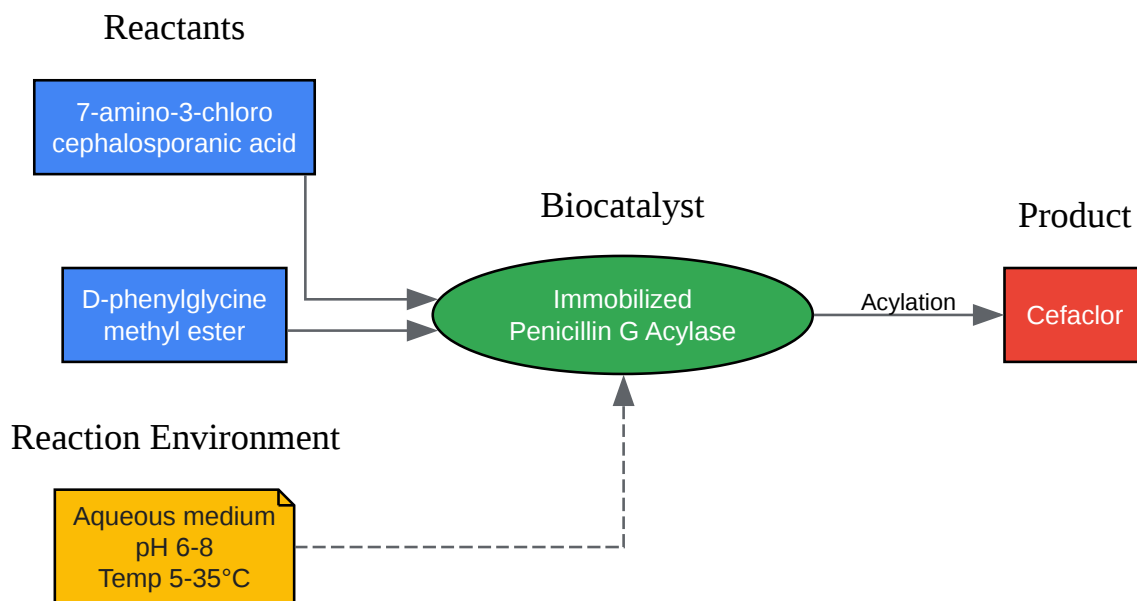 Reactants
7-amino-3-chloro
cephalosporanic acid
D-phenylglycine
methyl ester
Reaction Environment
Aqueous medium
pH 6-8
Temp 5-35°C
Biocatalyst
Immobilized
Penicillin G Acylase
Acylation
Product
Cefaclor